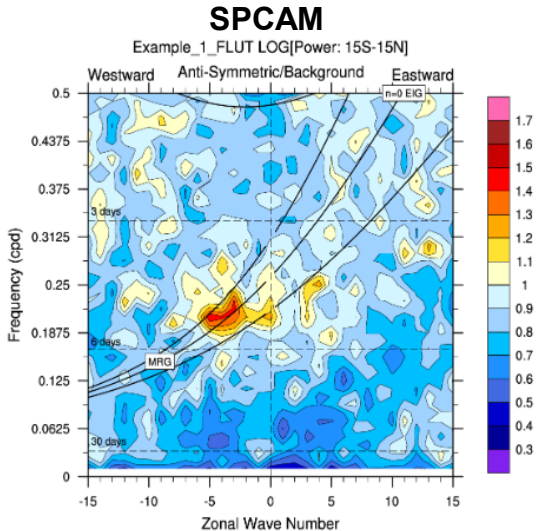 SPCAM
Example_1_FLUT LOG[Power: 15S-15N]
Westward Anti-Symmetric/Background Eastward
n=0 EIG
0.5
0.4375
0.375
3 days
0.3125
0.25
0.1875
6 days
MRG
0.125
0.0625
30 days
0
-15 -10 -5 0 5 10 15
Zonal Wave Number
Frequency (cpd)
1.7
1.6
1.5
1.4
1.3
1.2
1.1
1
0.9
0.8
0.7
0.6
0.5
0.4
0.3